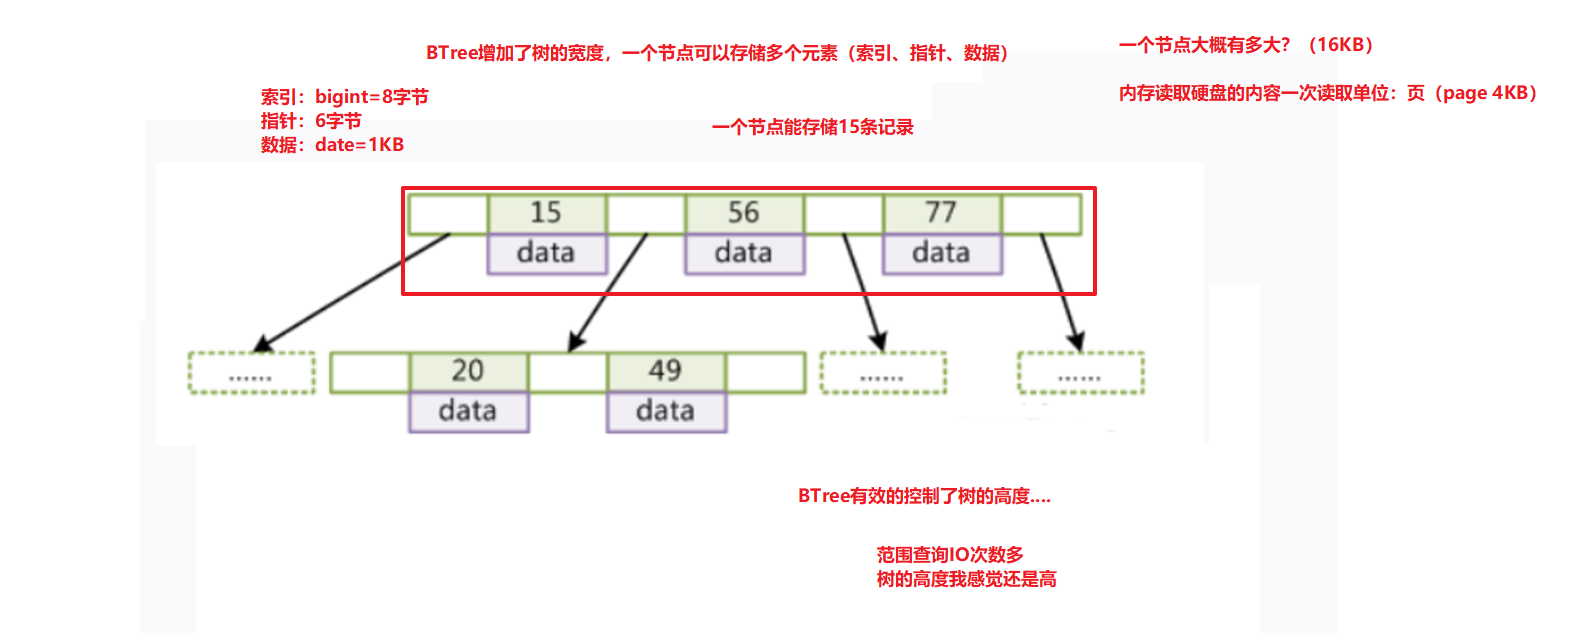 BTree增加了树的宽度，一个节点可以存储多个元素（索引、指针、数据）
一个节点大概有多大？（16KB）
内存读取硬盘的内容一次读取单位：页（page 4KB）
索引：bigint=8字节
指针：6字节
数据：date=1KB
一个节点能存储15条记录
15 56 77
data data data
...... 20 49 ...... ......
data data
BTree有效的控制了树的高度....
范围查询IO次数多
树的高度我感觉还是高